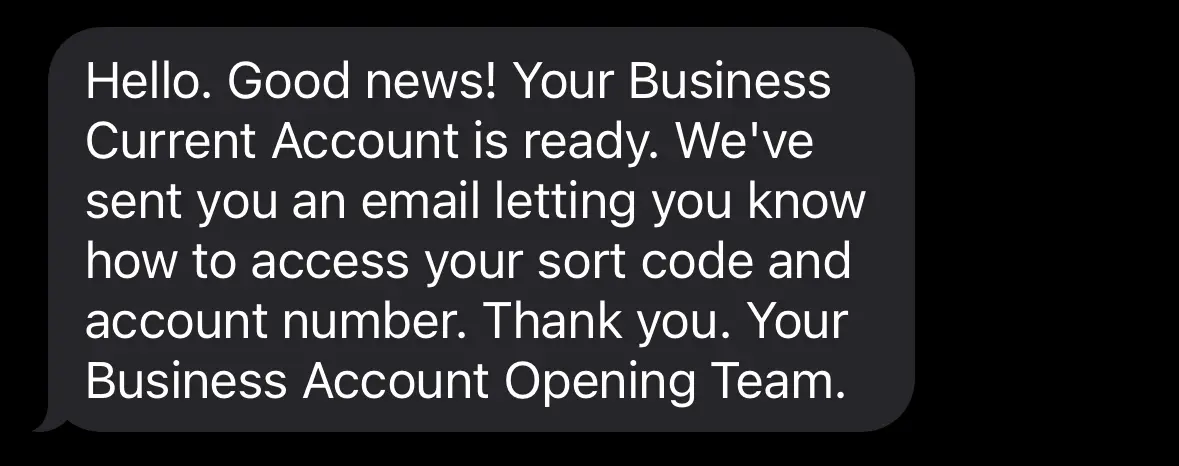 Hello. Good news! Your Business
Current Account is ready. We've
sent you an email letting you know
how to access your sort code and
account number. Thank you. Your
Business Account Opening Team.